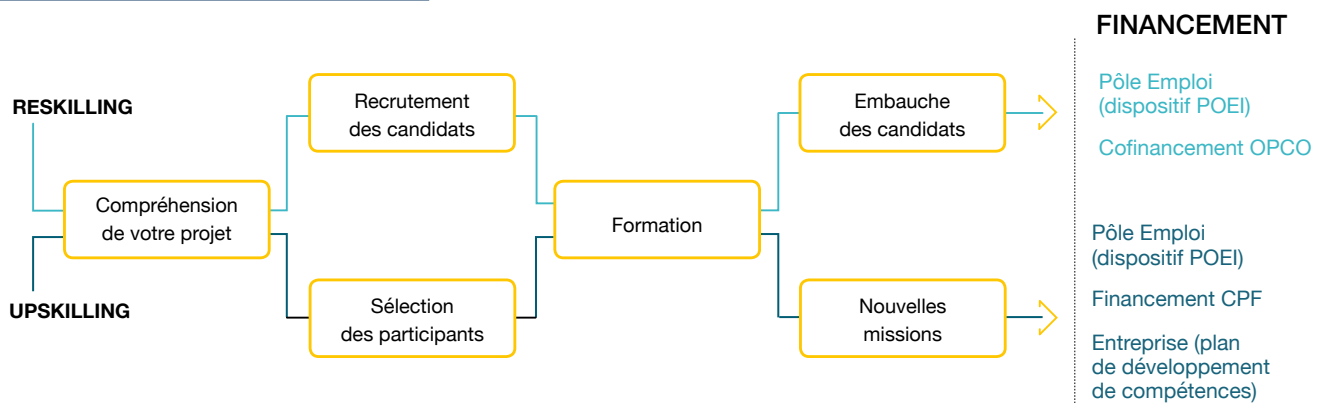 FINANCEMENT
RESKILLING
UPSKILLING
Compréhension
de votre projet
Recrutement
des candidats
Sélection
des participants
Formation
Embauche
des candidats
Nouvelles
missions
Pôle Emploi
(dispositif POEI)
Cofinancement OPCO
Pôle Emploi
(dispositif POEI)
Financement CPF
Entreprise (plan
de développement
de compétences)